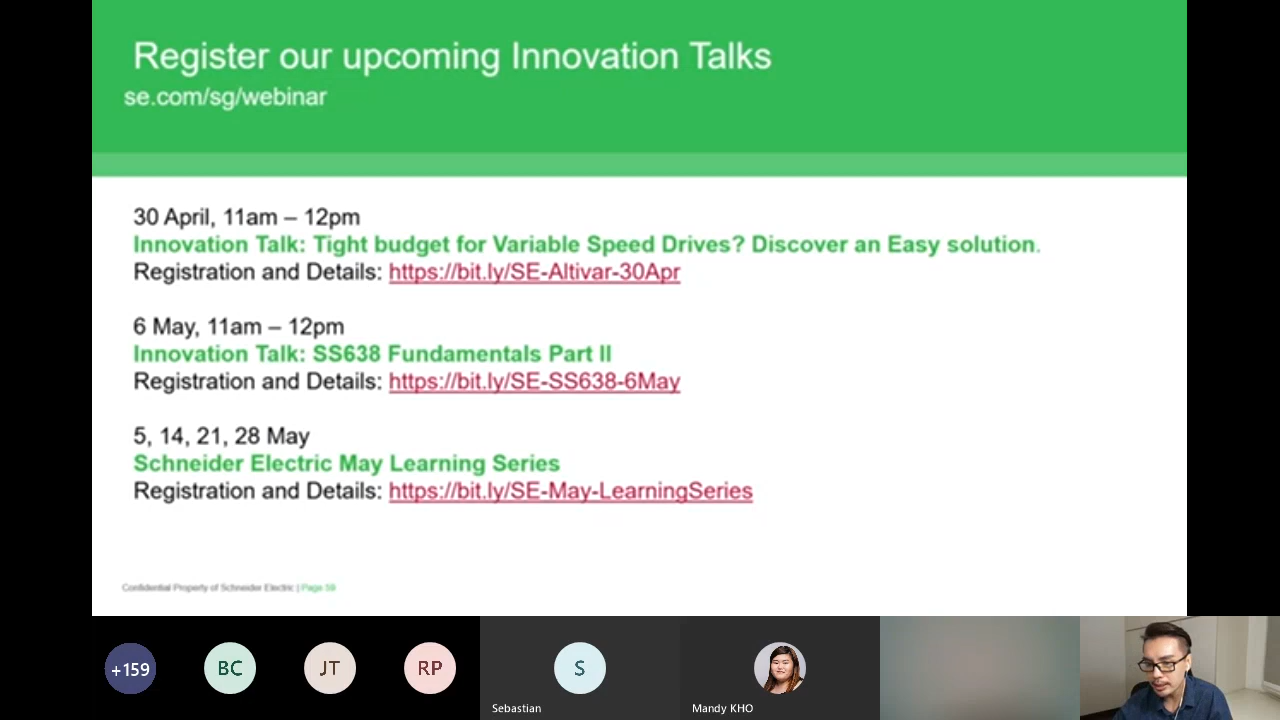 Register our upcoming Innovation Talks
se.com/sg/webinar
30 April, 11am – 12pm
Innovation Talk: Tight budget for Variable Speed Drives? Discover an Easy solution.
Registration and Details: https://bit.ly/SE-Altivar-30Apr
6 May, 11am – 12pm
Innovation Talk: SS638 Fundamentals Part II
Registration and Details: https://bit.ly/SE-SS638-6May
5, 14, 21, 28 May
Schneider Electric May Learning Series
Registration and Details: https://bit.ly/SE-May-LearningSeries
Confidential Property of Schneider Electric | Page 59
+159
BC
JT
RP
S
Sebastian
Mandy KHO